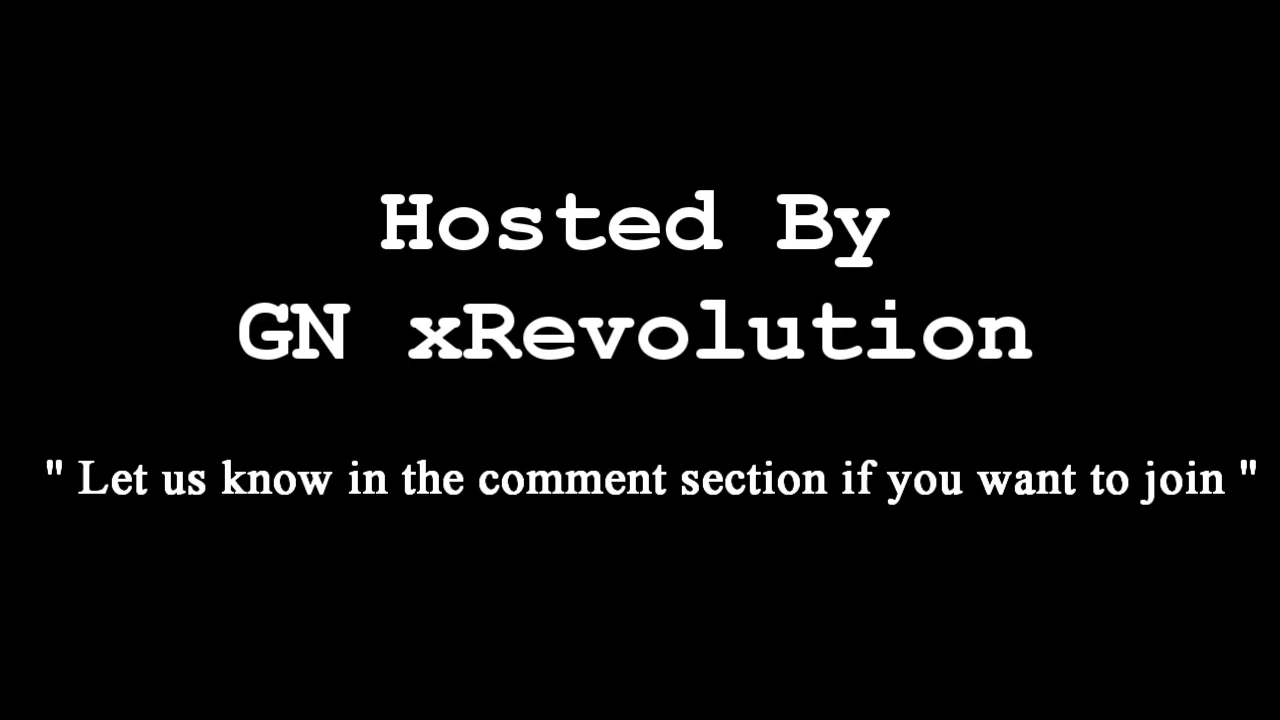 Hosted By
GN xRevolution
" Let us know in the comment section if you want to join "